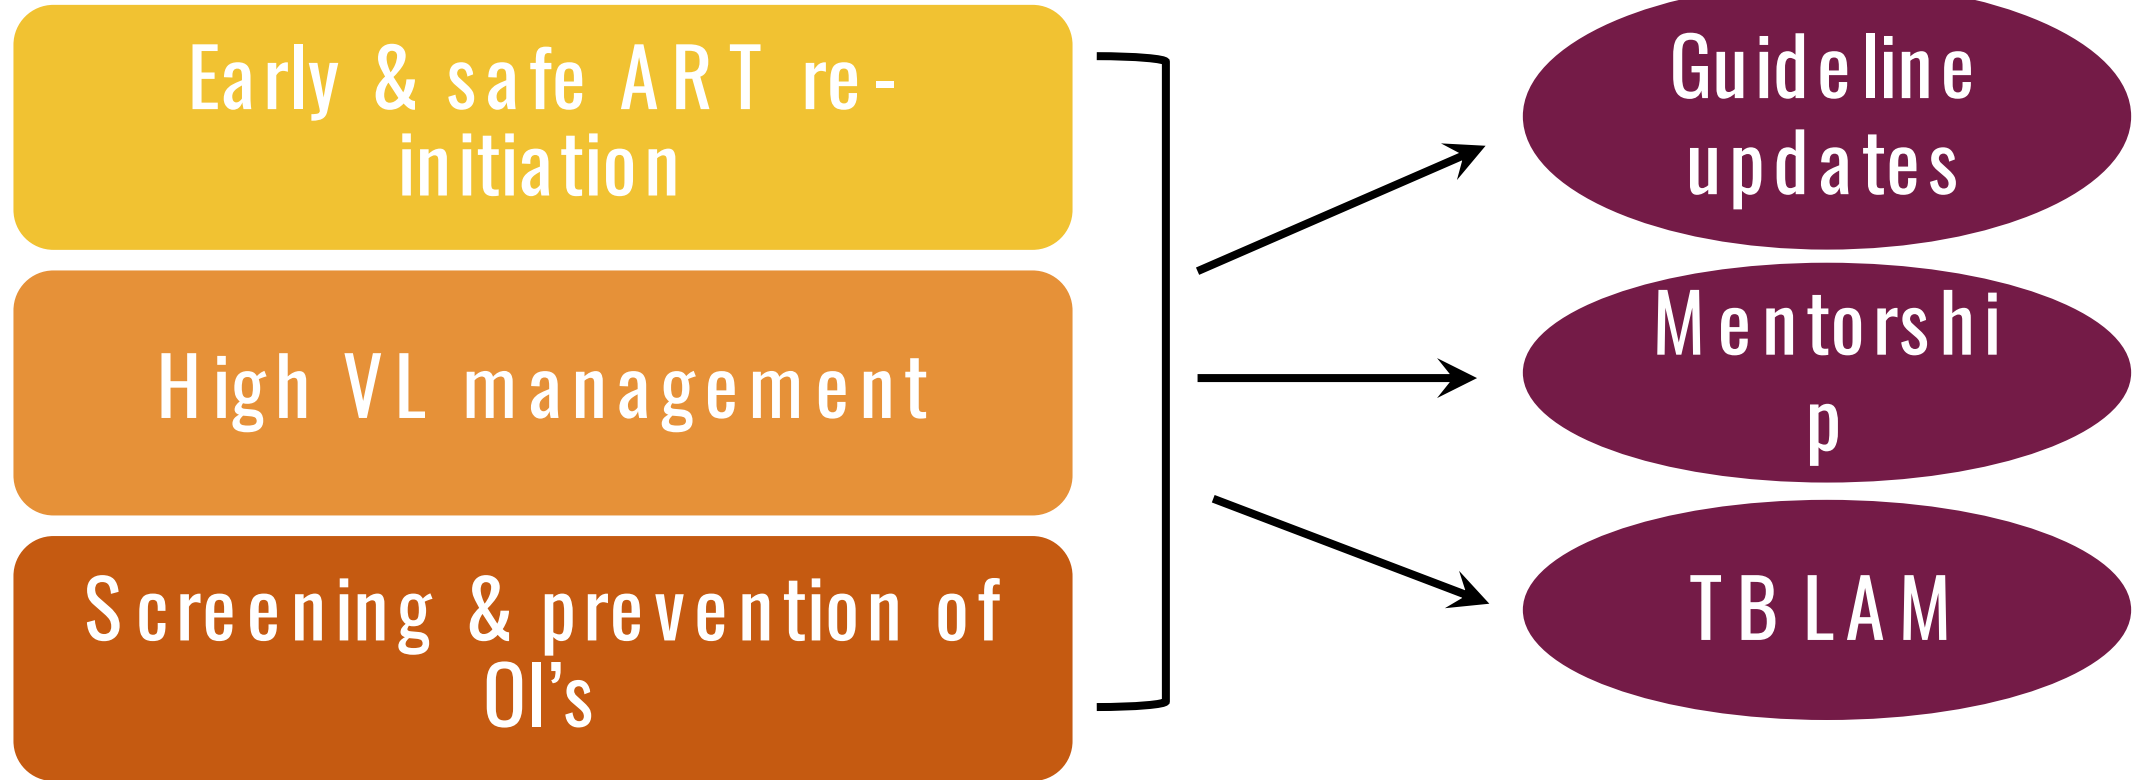 Early & safe ART re-
initiation
High VL management
Screening & prevention of
OI’s
Guideline
updates
Mentorshi
p
TB LAM